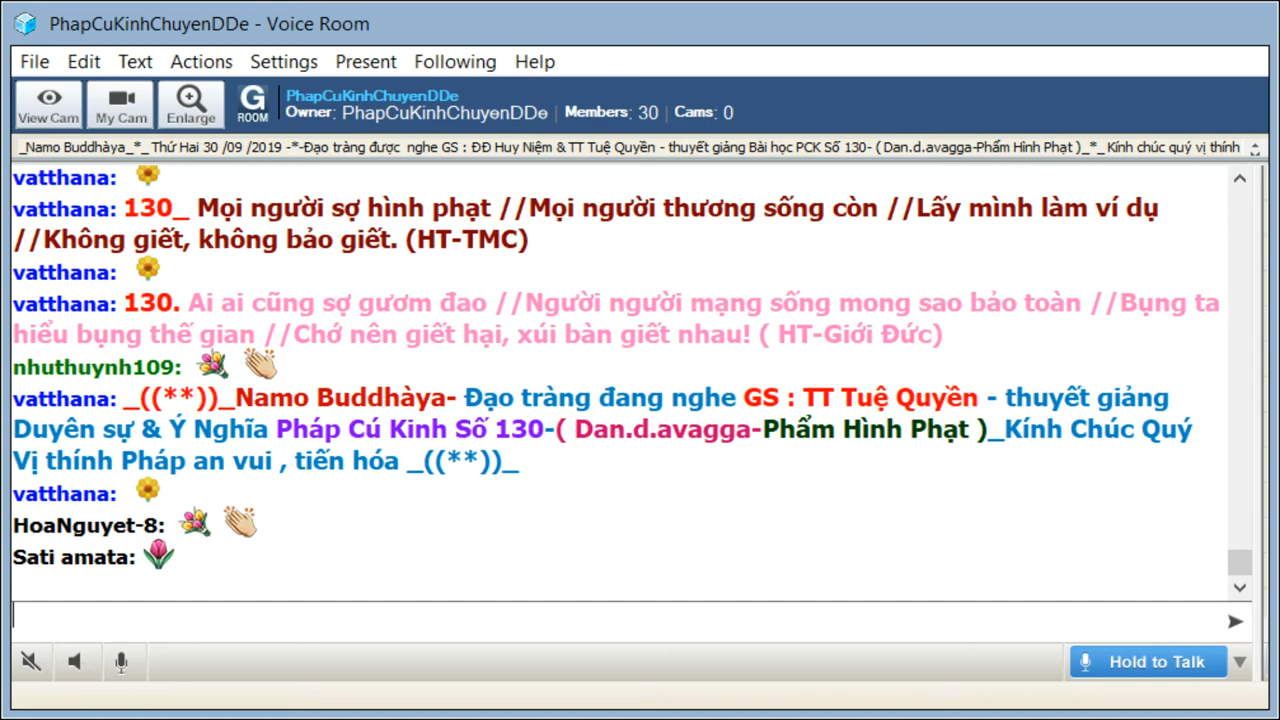 PhapCuKinhChuyenDDe - Voice Room
File Edit Text Actions Settings Present Following Help
View Cam My Cam Enlarge G ROOM
PhapCuKinhChuyenDDe
Owner: PhapCuKinhChuyenDDe | Members: 30 | Cams: 0
_Namo Buddhàya_*_ Thứ Hai 30 /09 /2019 -*-Đạo tràng được nghe GS : ĐĐ Huy Niệm & TT Tuệ Quyền - thuyết giảng Bài học PCK Số 130- ( Dan.d.avagga-Phẩm Hình Phạt )_*_ Kính chúc quý vị thính
vatthana:
vatthana: 130_ Mọi người sợ hình phạt //Mọi người thương sống còn //Lấy mình làm ví dụ
//Không giết, không bảo giết. (HT-TMC)
vatthana:
vatthana: 130. Ai ai cũng sợ gươm đao //Người người mạng sống mong sao bảo toàn //Bụng ta
hiểu bụng thế gian //Chớ nên giết hại, xúi bàn giết nhau! ( HT-Giới Đức)
nhuthuynh109:
vatthana: _((**))_Namo Buddhàya- Đạo tràng đang nghe GS : TT Tuệ Quyền - thuyết giảng
Duyên sự & Ý Nghĩa Pháp Cú Kinh Số 130-( Dan.d.avagga-Phẩm Hình Phạt )_Kính Chúc Quý
Vị thính Pháp an vui , tiến hóa _((**))_
vatthana:
HoaNguyet-8:
Sati amata:
Hold to Talk